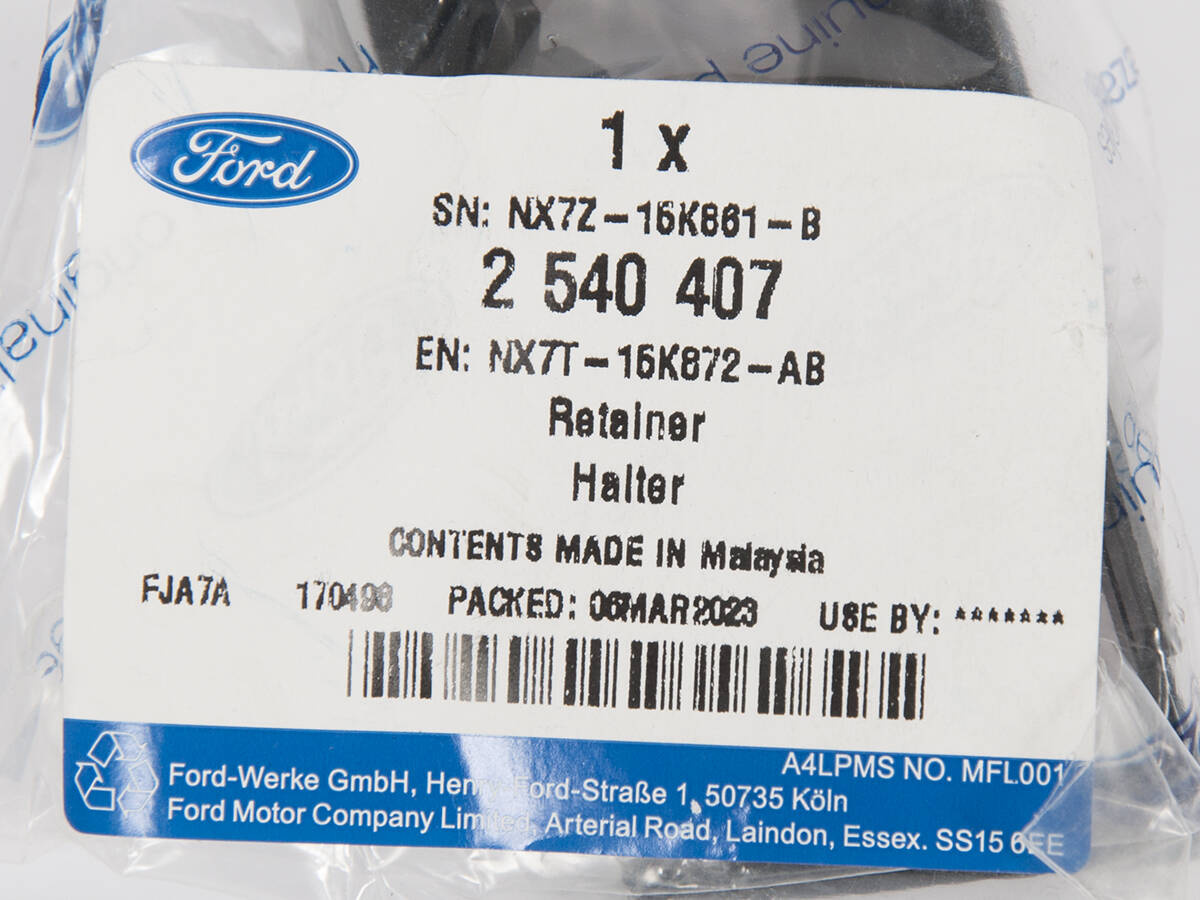 Ford
1 x
SN: NX7Z-16K861-B
2 540 407
EN: NX7T-16K872-AB
Retainer
Halter
CONTENTS MADE IN Malaysia
FJA7A 170498 PACKED: 06MAR2023 USE BY: *******
A4LPMS NO. MFL001
Ford-Werke GmbH, Henry-Ford-Straße 1, 50735 Köln
Ford Motor Company Limited, Arterial Road, Laindon, Essex. SS15 6EE